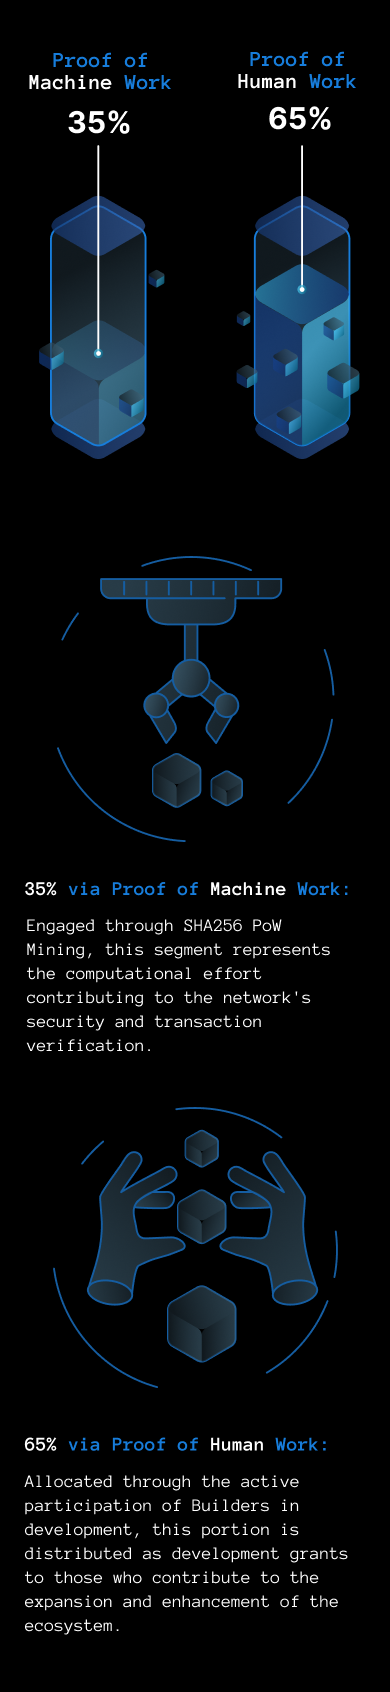 Proof of
Machine Work
35%
Proof of
Human Work
65%
35% via Proof of Machine Work:
Engaged through SHA256 PoW
Mining, this segment represents
the computational effort
contributing to the network's
security and transaction
verification.
65% via Proof of Human Work:
Allocated through the active
participation of Builders in
development, this portion is
distributed as development grants
to those who contribute to the
expansion and enhancement of the
ecosystem.